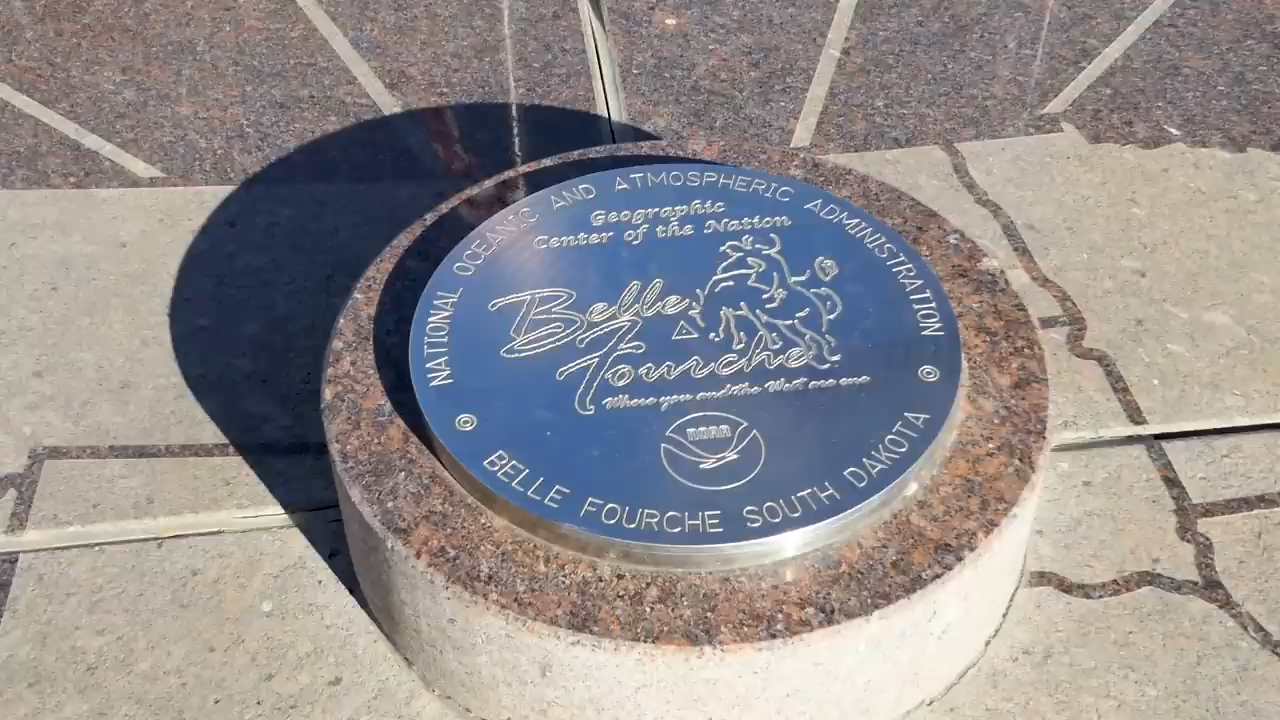 NATIONAL OCEANIC AND ATMOSPHERIC ADMINISTRATION
Geographic
Center of the Nation
Belle
Fourche
Where you and the West are one
NOAA
BELLE FOURCHE SOUTH DAKOTA